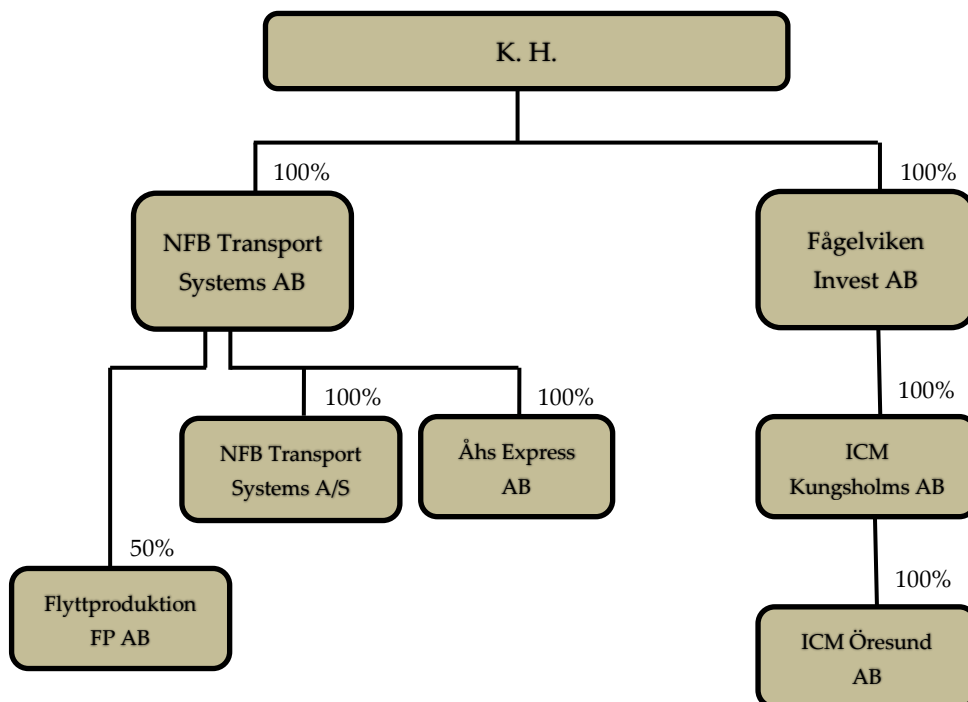 K. H.
100%
100%
NFB Transport
Systems AB
Fågelviken
Invest AB
100%
100%
100%
NFB Transport
Systems A/S
Åhs Express
AB
ICM
Kungsholms AB
50%
100%
Flyttproduktion
FP AB
ICM Öresund
AB